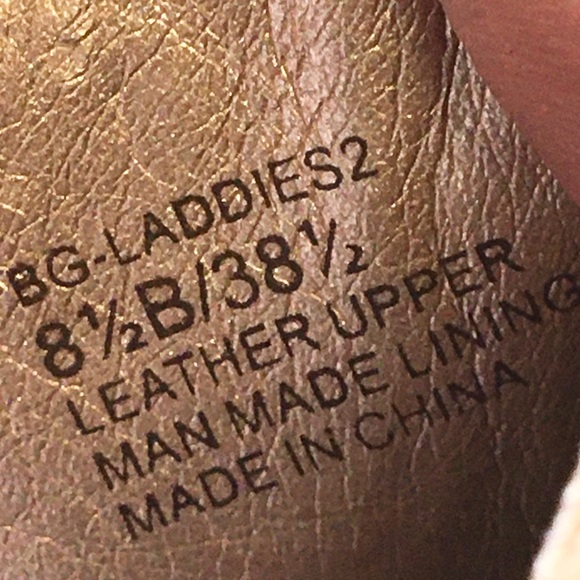 BG-LADDIES2
8½B/38½
LEATHER UPPER
MAN MADE LINING
MADE IN CHINA